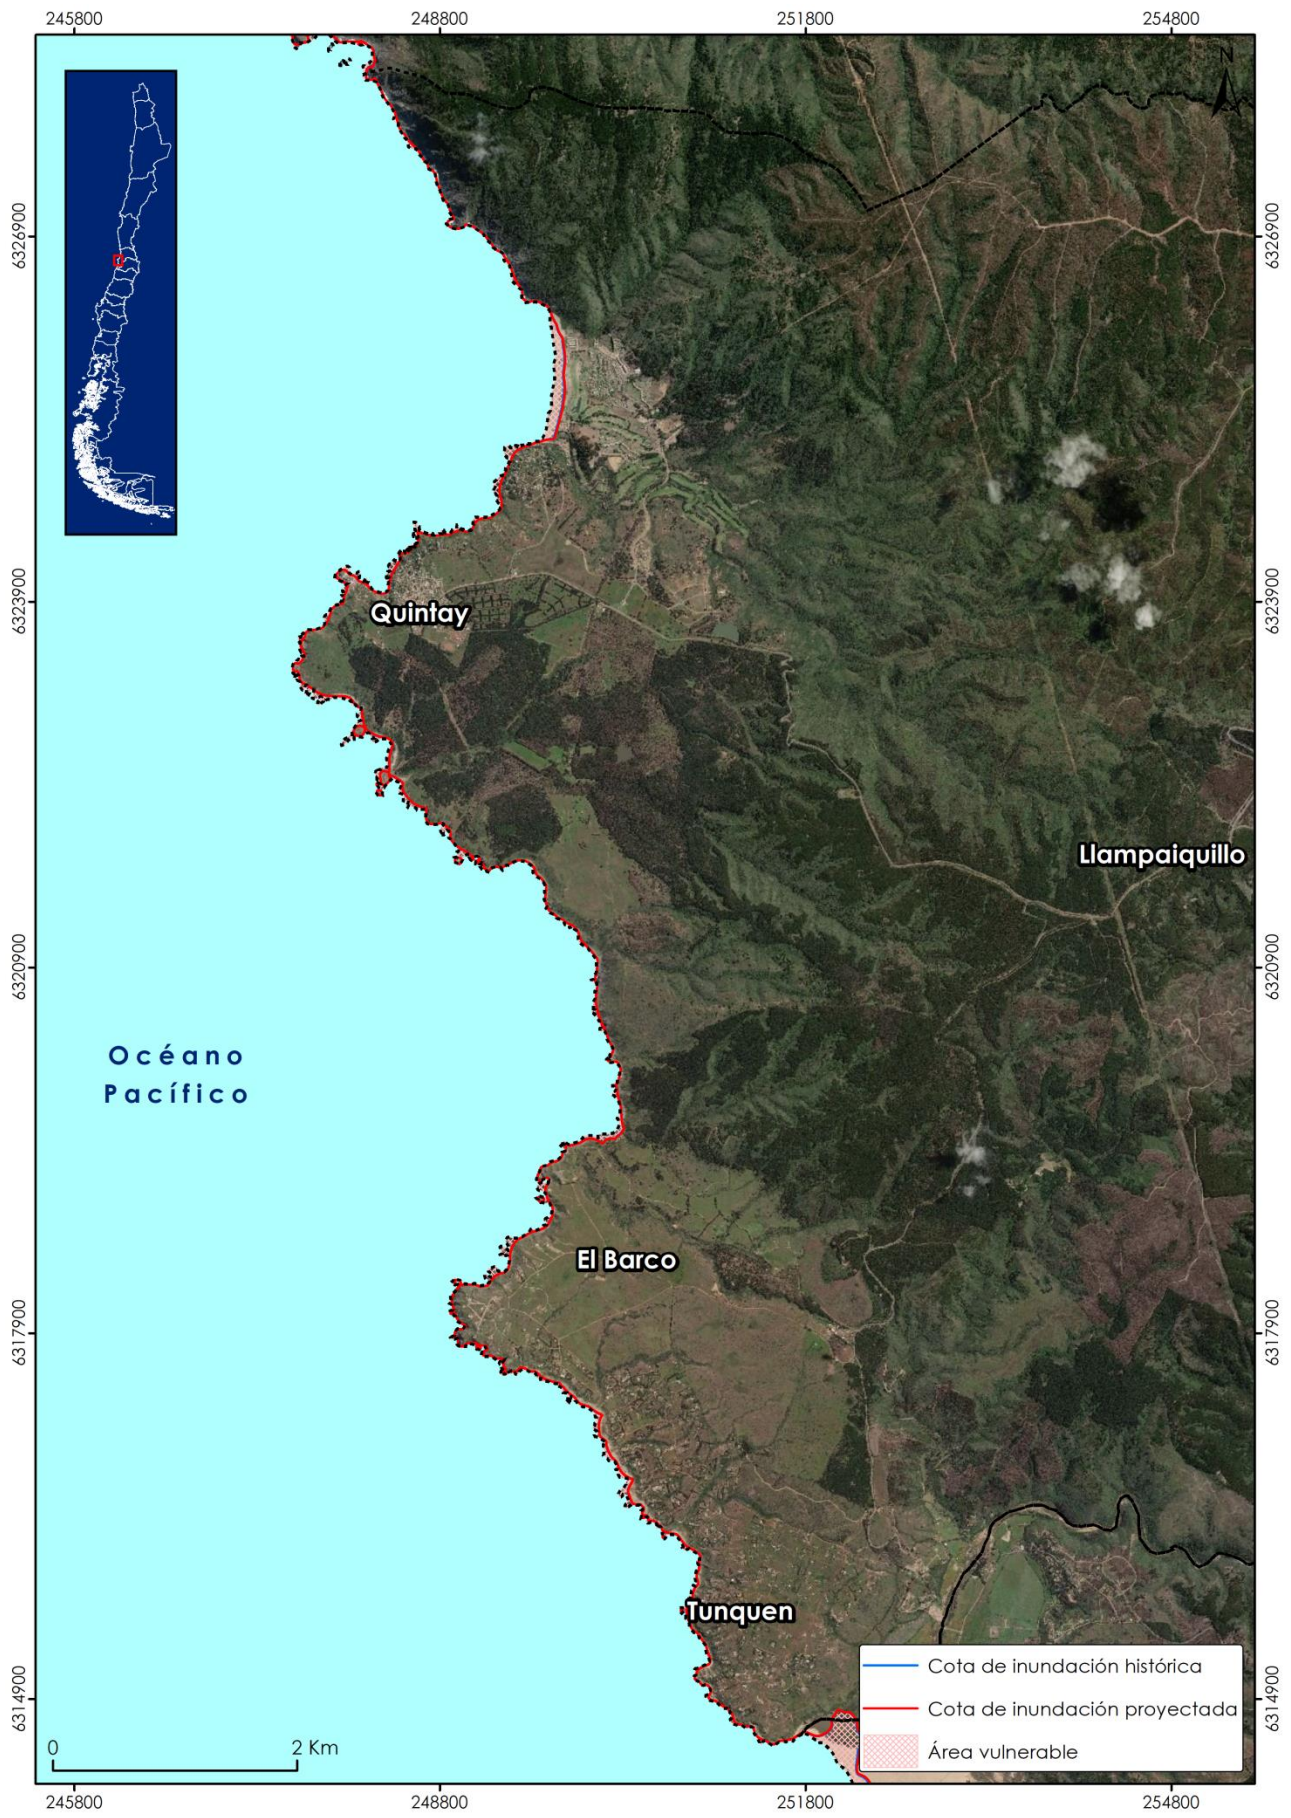 245800
248800
251800
254800
N
6326900
6326900
6323900
6323900
Quintay
Llampaiquillo
6320900
6320900
Océano
Pacífico
El Barco
6317900
6317900
Tunquen
6314900
6314900
Cota de inundación histórica
Cota de inundación proyectada
Área vulnerable
0
2 Km
245800
248800
251800
254800